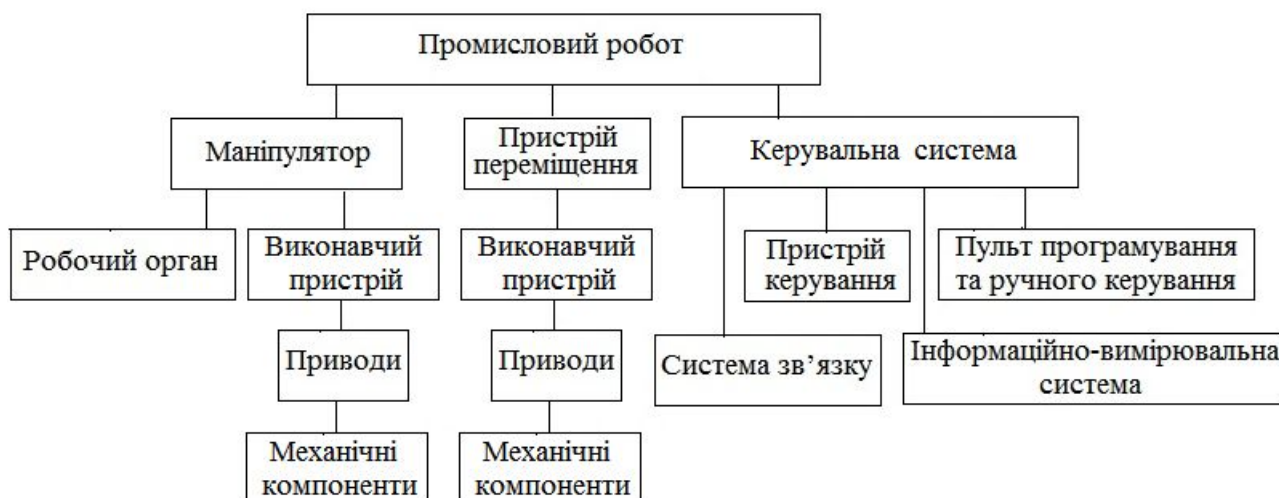 Промисловий робот
Маніпулятор
Пристрій
переміщення
Керувальна система
Робочий орган
Виконавчий
пристрій
Виконавчий
пристрій
Пристрій
керування
Пульт програмування
та ручного керування
Приводи
Приводи
Система зв’язку
Інформаційно-вимірювальна
система
Механічні
компоненти
Механічні
компоненти